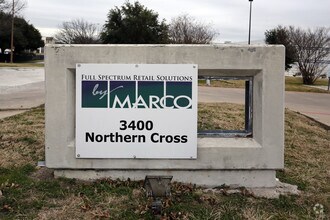 Full Spectrum Retail Solutions
by MARCO
3400
Northern Cross